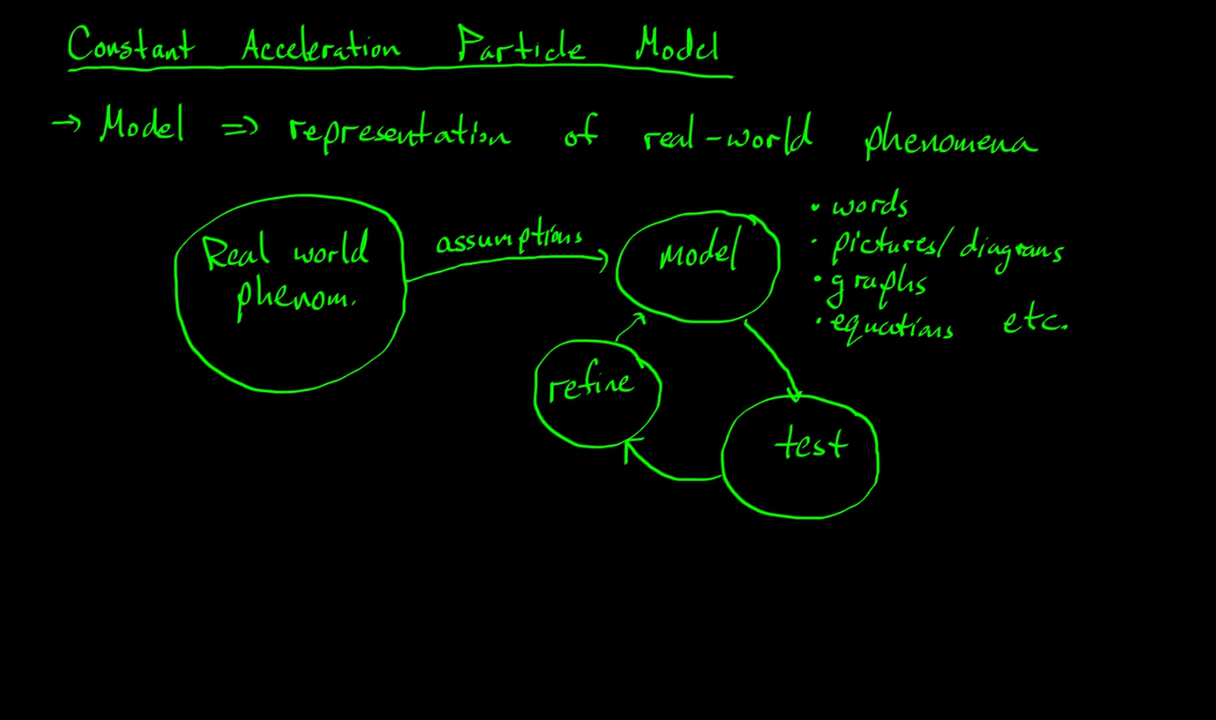 Constant Acceleration Particle Model
→ Model ⇒ representation of real-world phenomena
Real world
phenom.
assumptions
Model
• words
• pictures/diagrams
• graphs
• equations etc.
refine
test